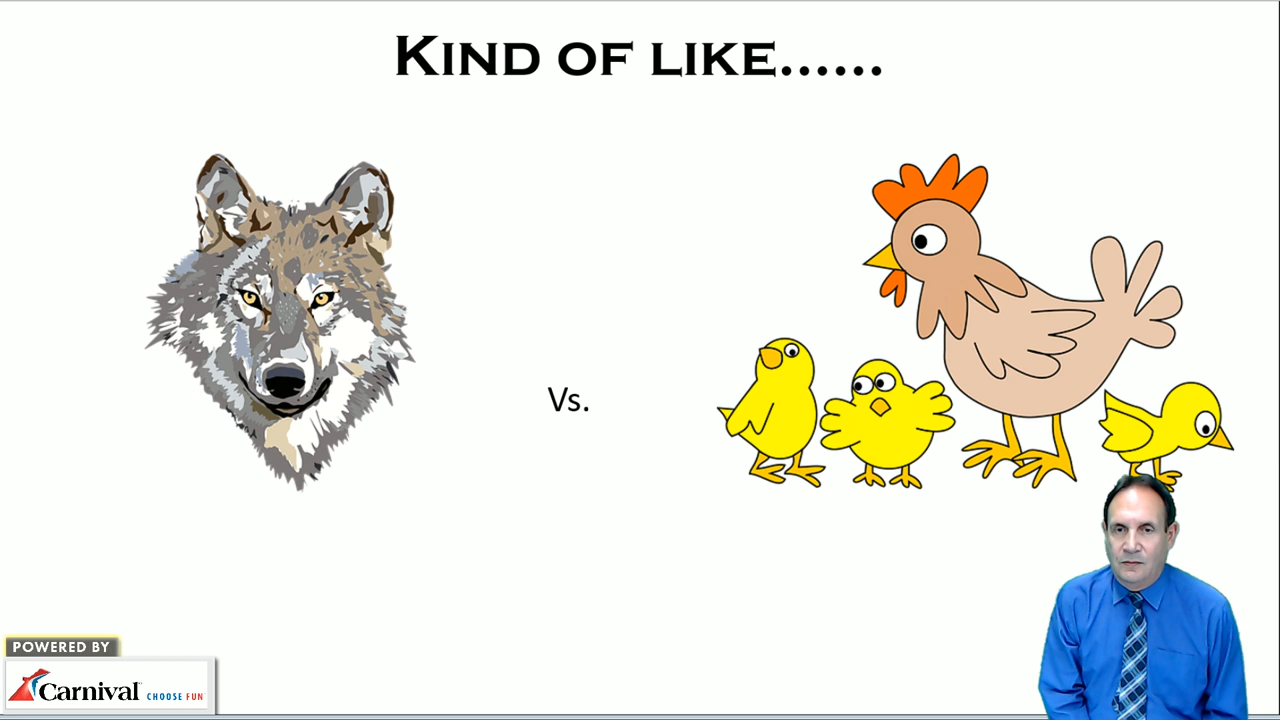 KIND OF LIKE......
Vs.
POWERED BY
Carnival CHOOSE FUN